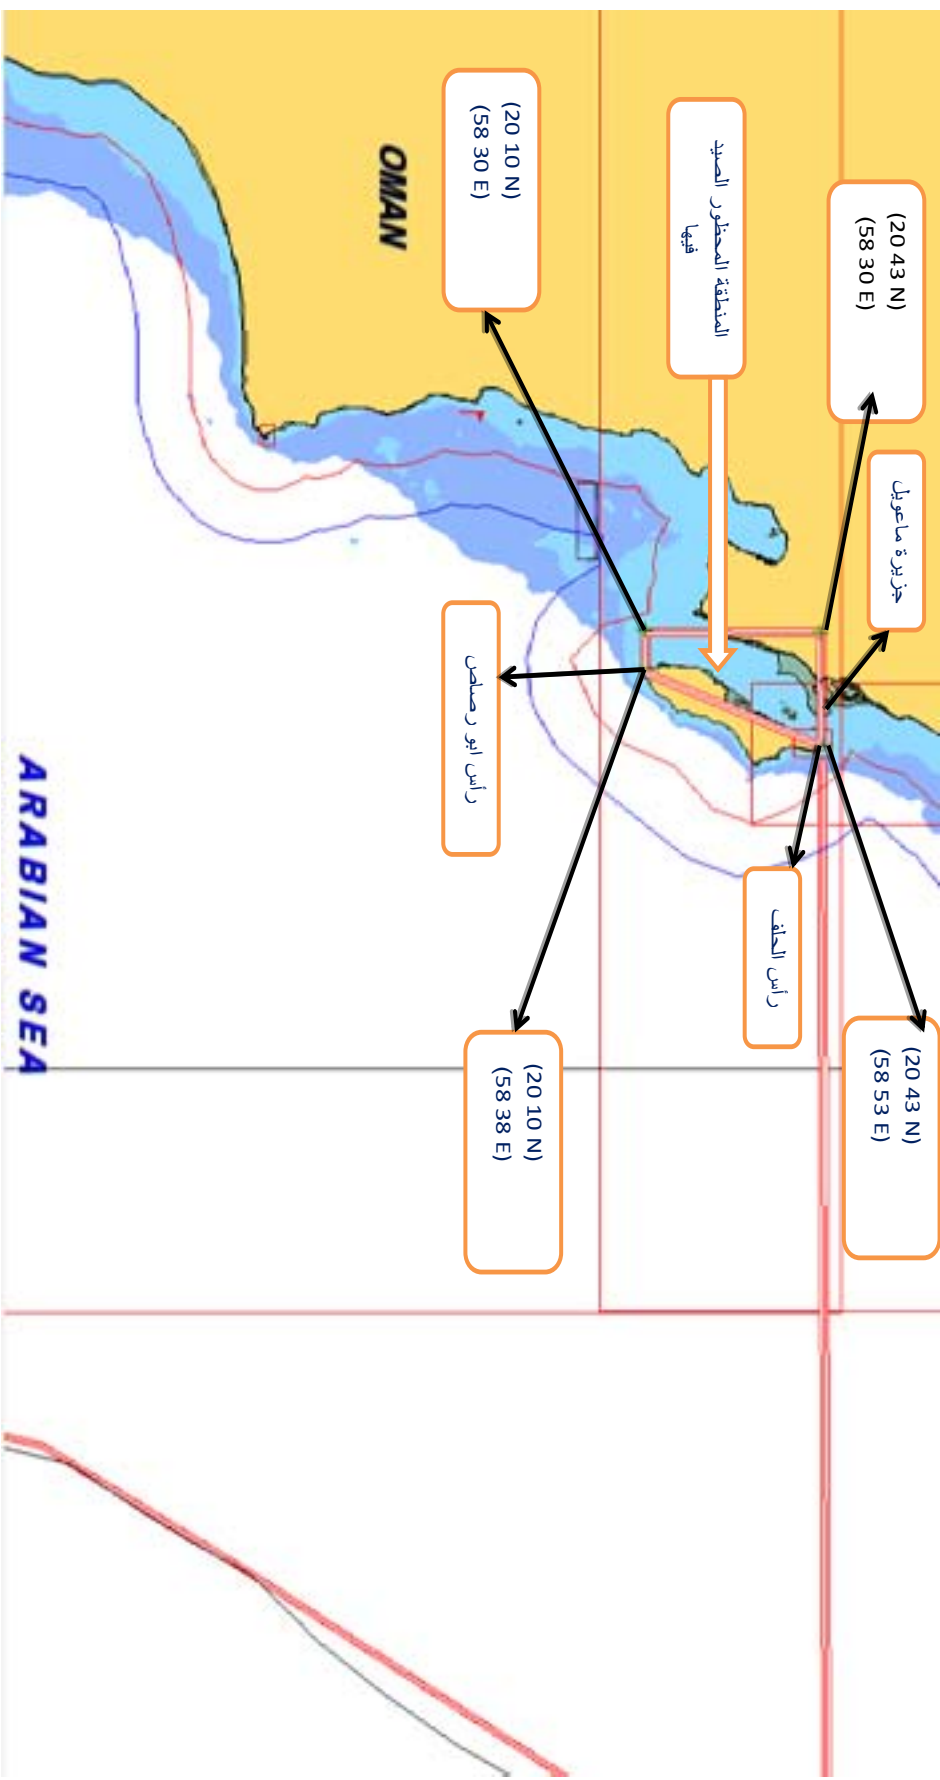 (20 43 N)
(58 30 E)
جزيرة ماعويل
(20 43 N)
(58 53 E)
المنطقة المحظور الصيد
فيها
رأس الحلف
(20 10 N)
(58 30 E)
رأس ابو رصاص
(20 10 N)
(58 38 E)
OMAN
ARABIAN SEA